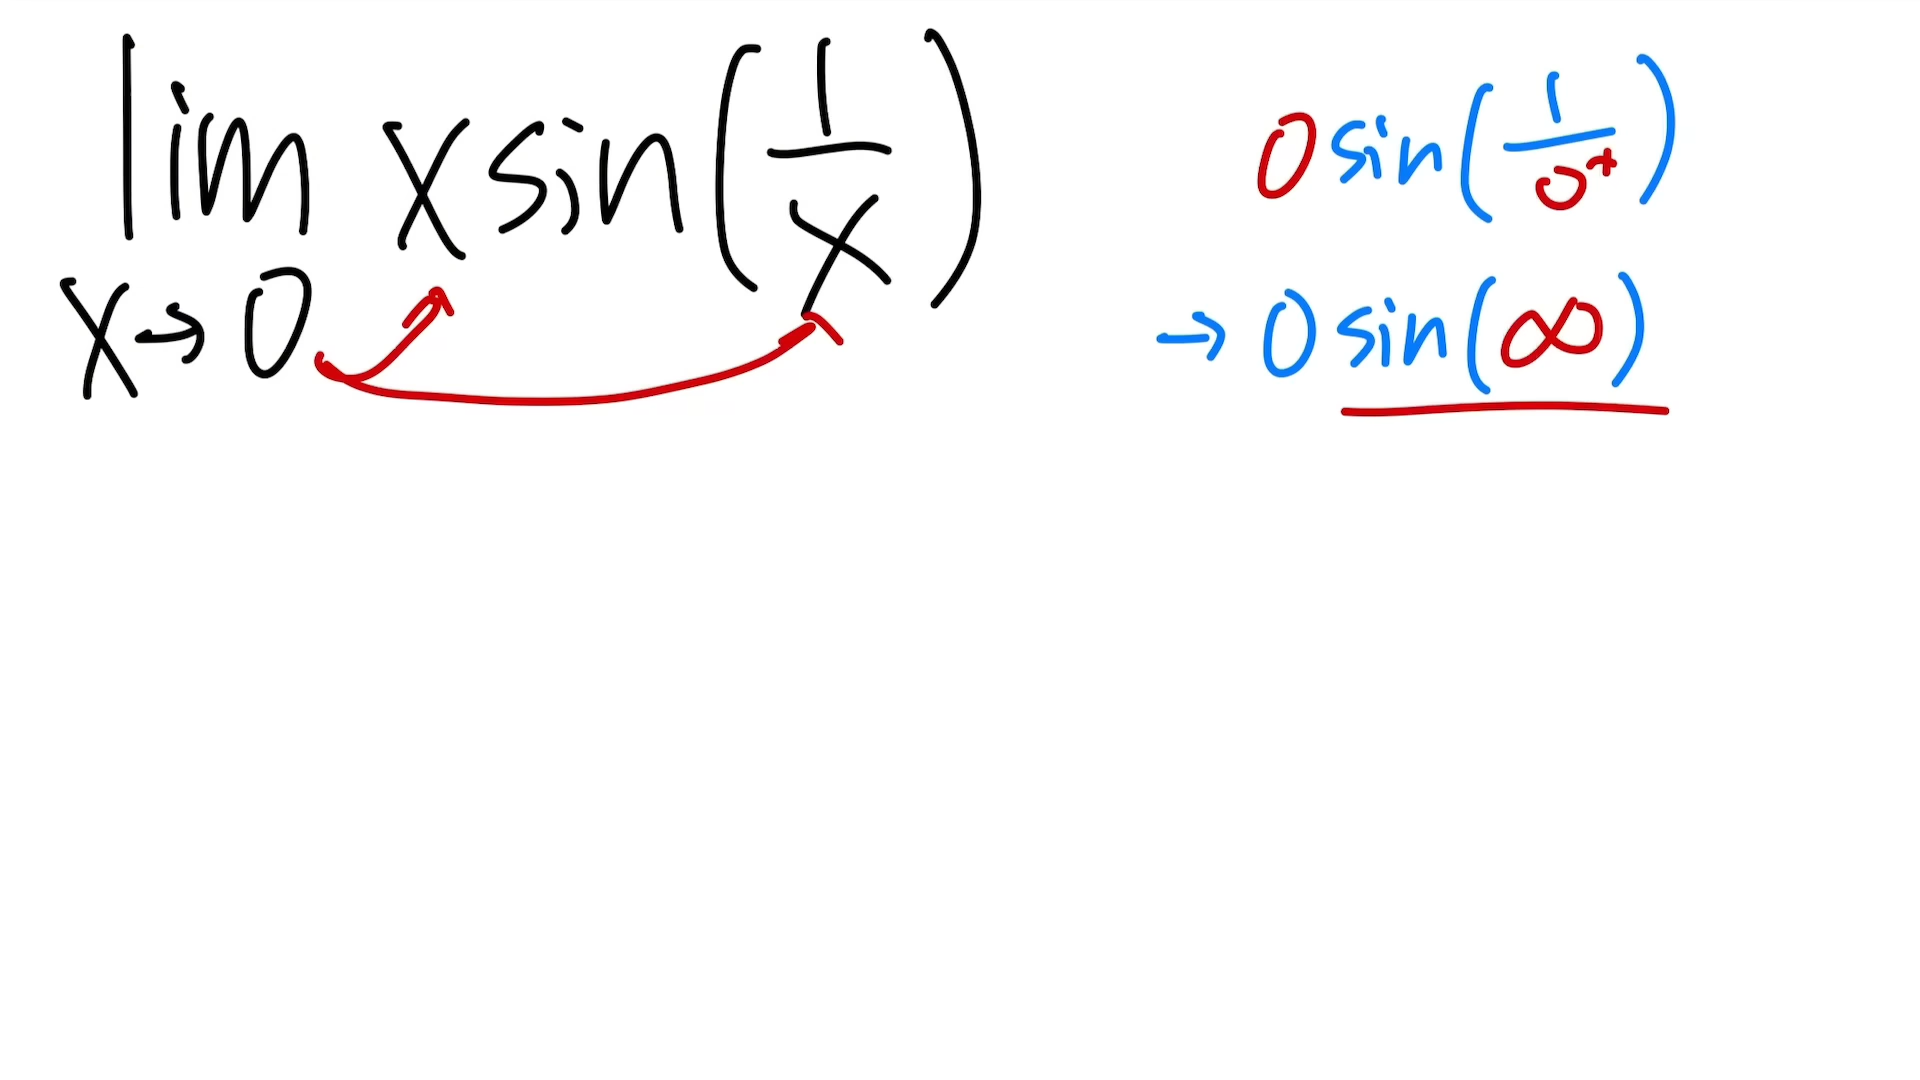 lim x sin(1/x)
x→0
0 sin(1/0⁺)
→ 0 sin(∞)